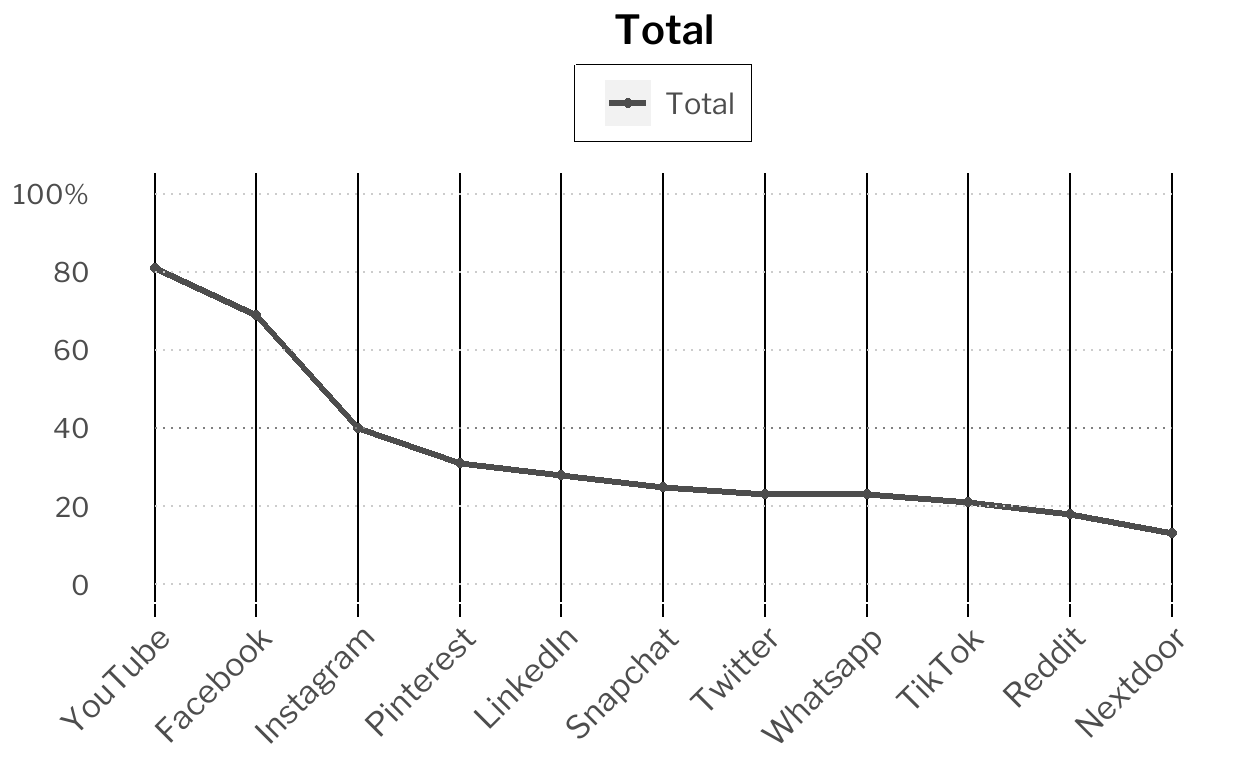 Total
Total
100%
80
60
40
20
0
YouTube
Facebook
Instagram
Pinterest
LinkedIn
Snapchat
Twitter
Whatsapp
TikTok
Reddit
Nextdoor